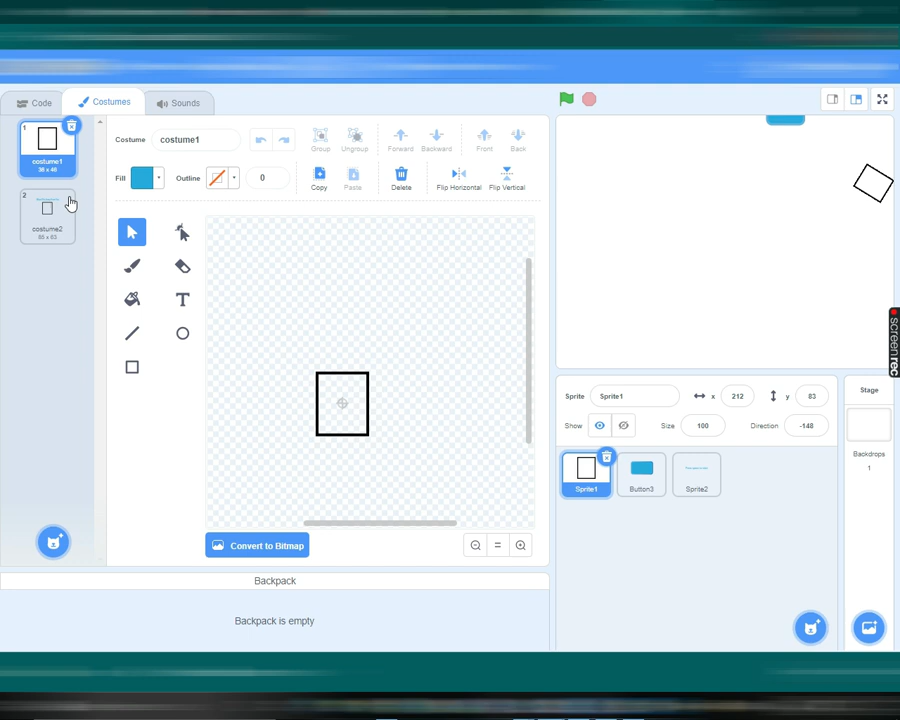 Code Costumes Sounds
1
costume1
36 x 46
2
costume2
85 x 63
Costume costume1
Group Ungroup Forward Backward Front Back
Fill Outline 0
Copy Paste Delete Flip Horizontal Flip Vertical
T
Convert to Bitmap
Backpack
Backpack is empty
screenrec
Sprite Sprite1 x 212 y 83
Show Size 100 Direction -148
Sprite1 Button3 Sprite2
Stage
Backdrops
1